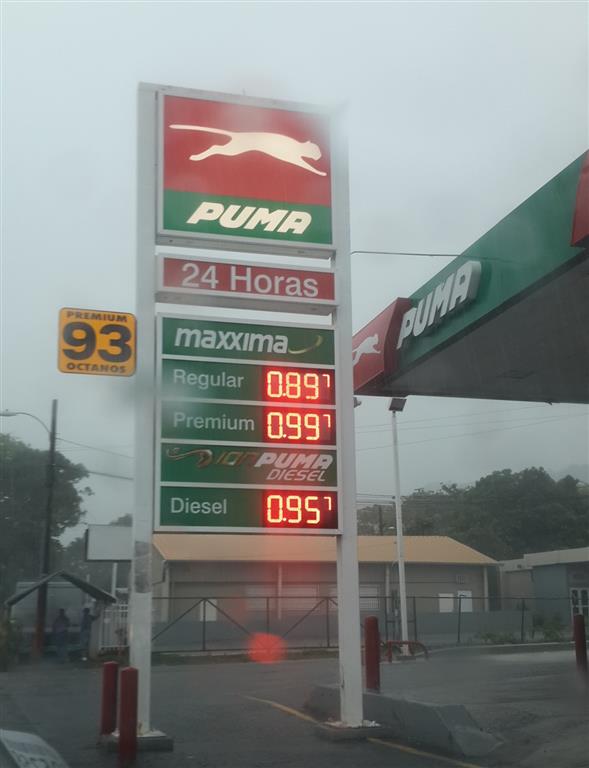 PUMA
24 Horas
PREMIUM
93
OCTANOS
maxxima
Regular 0.89⁷
Premium 0.99⁷
ION PUMA
DIESEL
Diesel 0.95⁷
PUMA